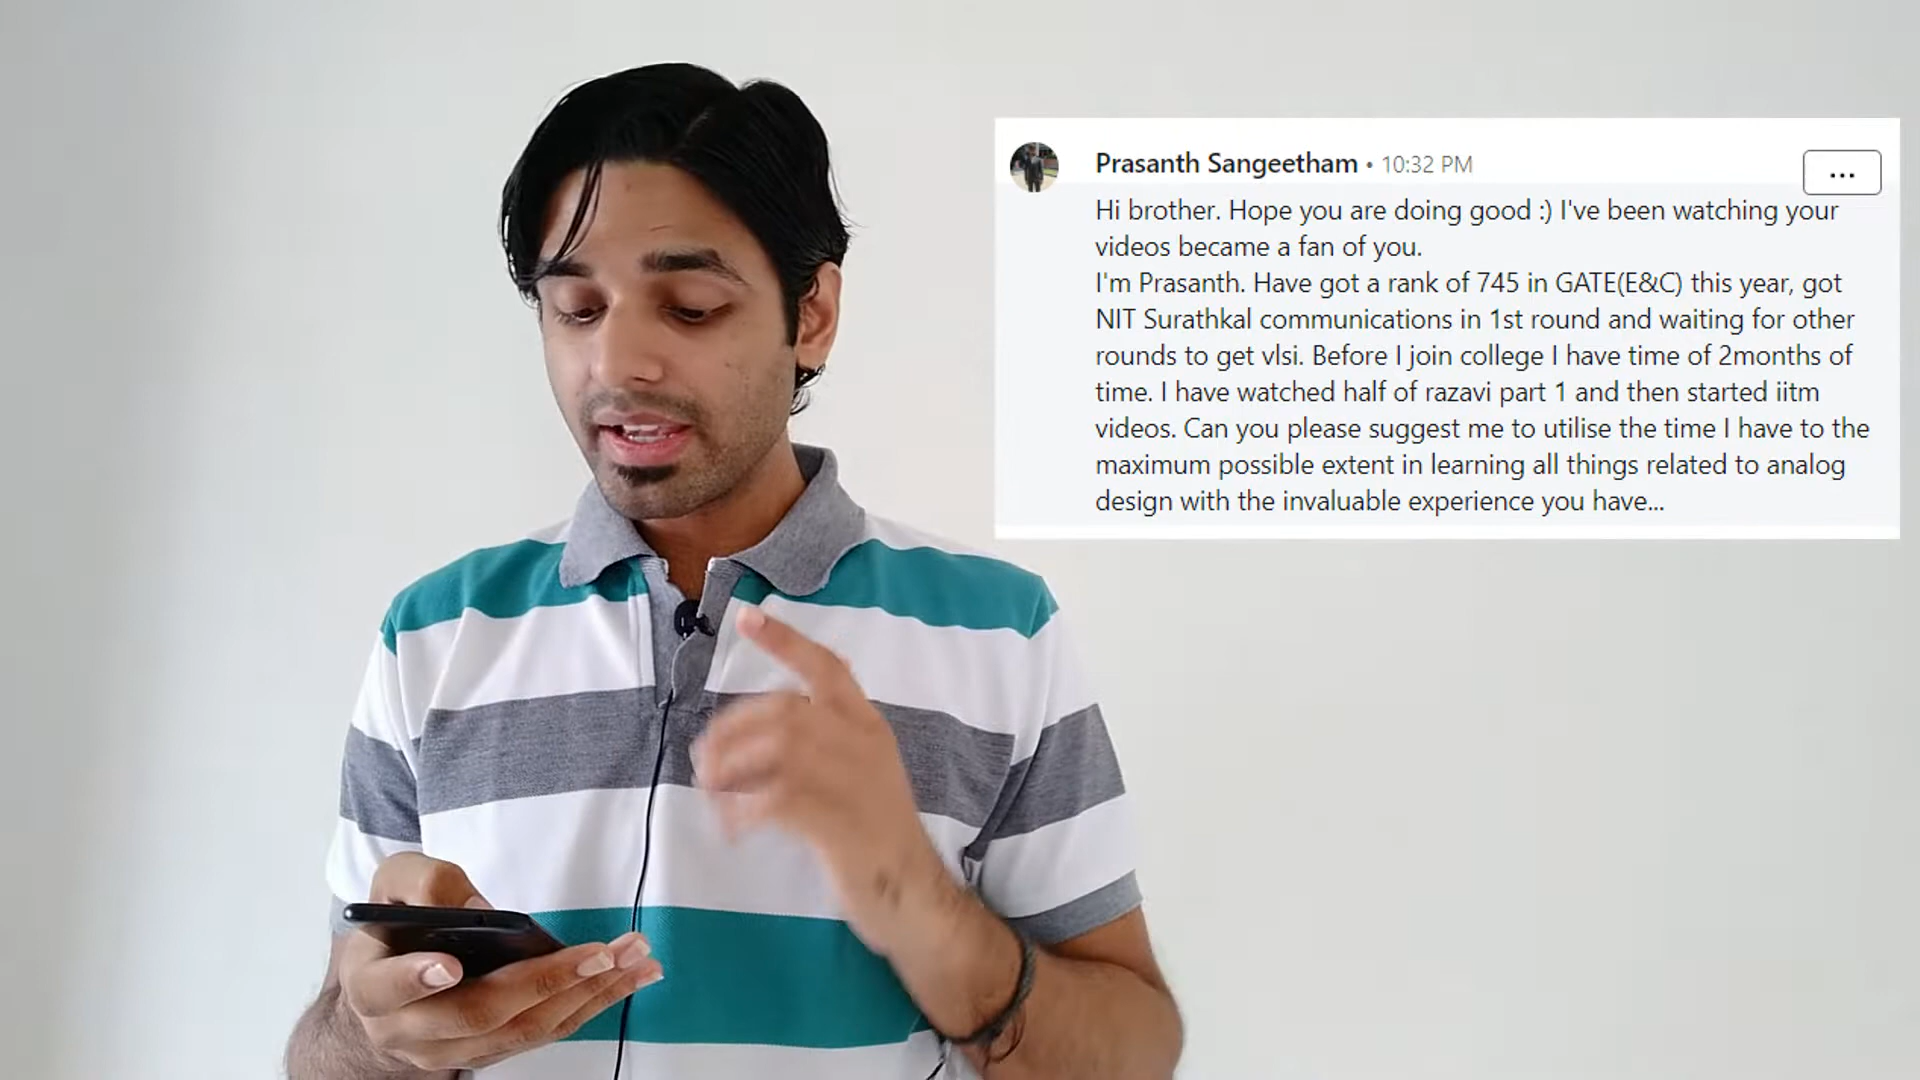 Prasanth Sangeetham • 10:32 PM
...
Hi brother. Hope you are doing good :) I've been watching your
videos became a fan of you.
I'm Prasanth. Have got a rank of 745 in GATE(E&C) this year, got
NIT Surathkal communications in 1st round and waiting for other
rounds to get vlsi. Before I join college I have time of 2months of
time. I have watched half of razavi part 1 and then started iitm
videos. Can you please suggest me to utilise the time I have to the
maximum possible extent in learning all things related to analog
design with the invaluable experience you have...